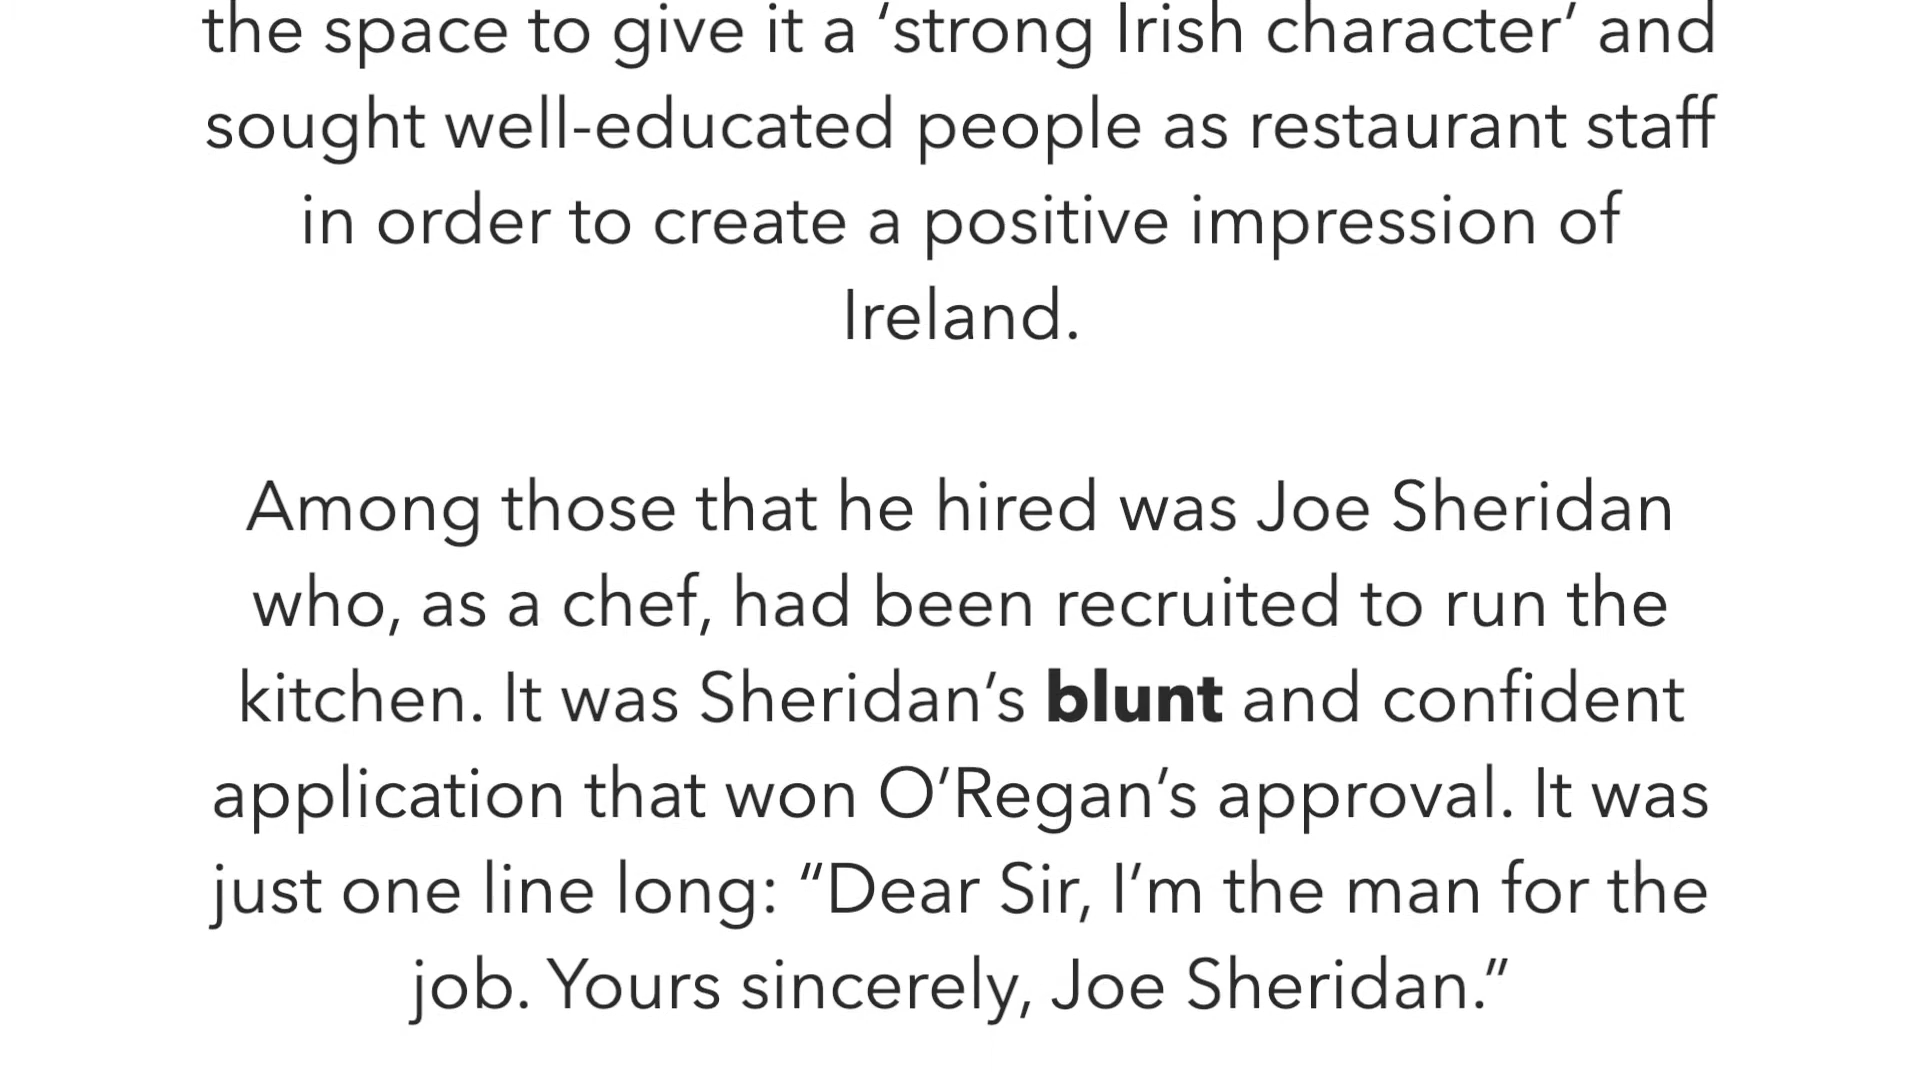 the space to give it a ‘strong Irish character’ and
sought well-educated people as restaurant staff
in order to create a positive impression of
Ireland.
Among those that he hired was Joe Sheridan
who, as a chef, had been recruited to run the
kitchen. It was Sheridan’s blunt and confident
application that won O’Regan’s approval. It was
just one line long: “Dear Sir, I’m the man for the
job. Yours sincerely, Joe Sheridan.”